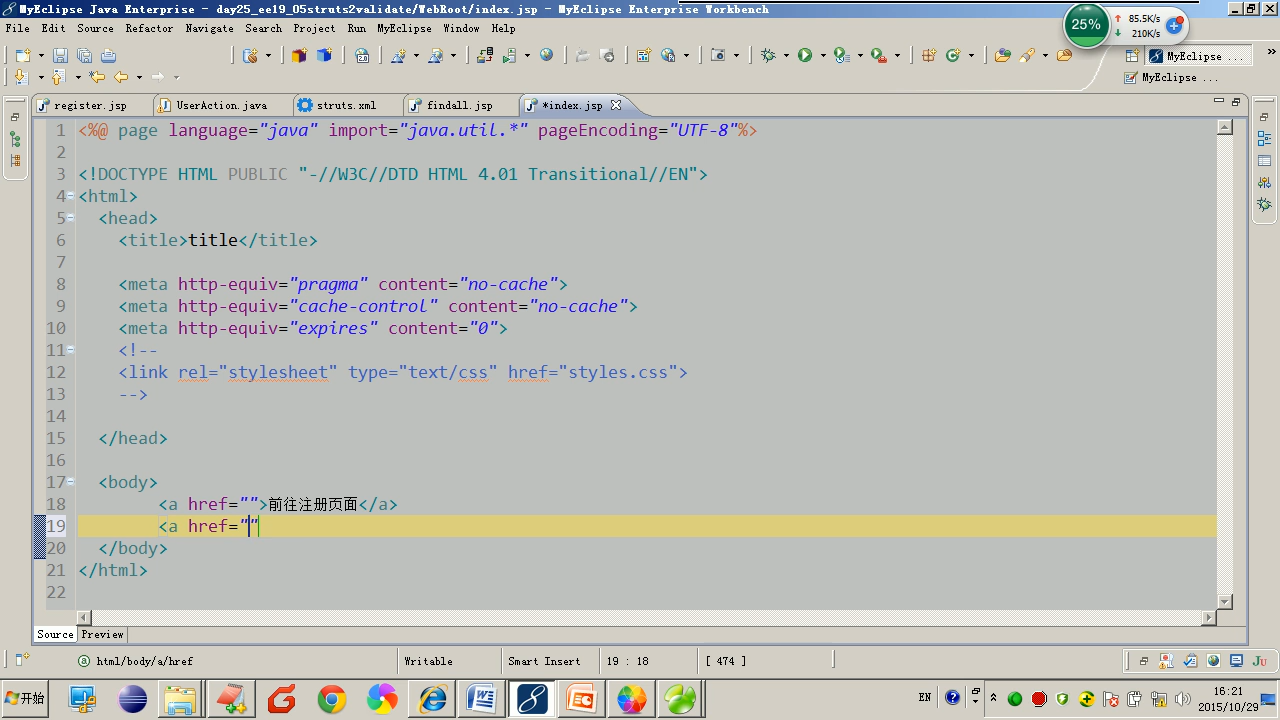 MyEclipse Java Enterprise - day25_ee19_05struts2validate/WebRoot/index.jsp - MyEclipse Enterprise Workbench
File Edit Source Refactor Navigate Search Project Run MyEclipse Window Help
25% 85.5K/s
210K/s
MyEclipse ...
MyEclipse ...
register.jsp UserAction.java struts.xml findall.jsp *index.jsp
1 <%@ page language="java" import="java.util.*" pageEncoding="UTF-8"%>
2
3 <!DOCTYPE HTML PUBLIC "-//W3C//DTD HTML 4.01 Transitional//EN">
4 <html>
5 <head>
6 <title>title</title>
7
8 <meta http-equiv="pragma" content="no-cache">
9 <meta http-equiv="cache-control" content="no-cache">
10 <meta http-equiv="expires" content="0">
11 <!--
12 <link rel="stylesheet" type="text/css" href="styles.css">
13 -->
14
15 </head>
16
17 <body>
18 <a href="">前往注册页面</a>
19 <a href=""
20 </body>
21 </html>
22
Source Preview
html/body/a/href Writable Smart Insert 19 : 18 [ 474 ]
开始 EN 16:21
2015/10/29